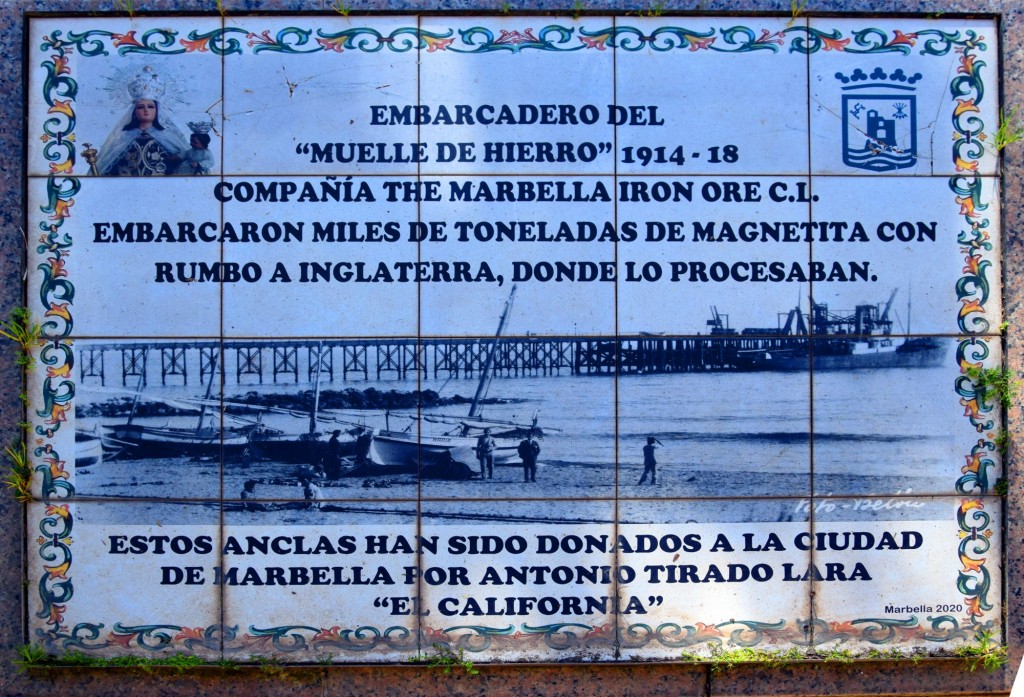 EMBARCADERO DEL
“MUELLE DE HIERRO” 1914 - 18
COMPAÑÍA THE MARBELLA IRON ORE C.L.
EMBARCARON MILES DE TONELADAS DE MAGNETITA CON
RUMBO A INGLATERRA, DONDE LO PROCESABAN.
Foto-
ESTOS ANCLAS HAN SIDO DONADOS A LA CIUDAD
DE MARBELLA POR ANTONIO TIRADO LARA
“EL CALIFORNIA”
Marbella 2020